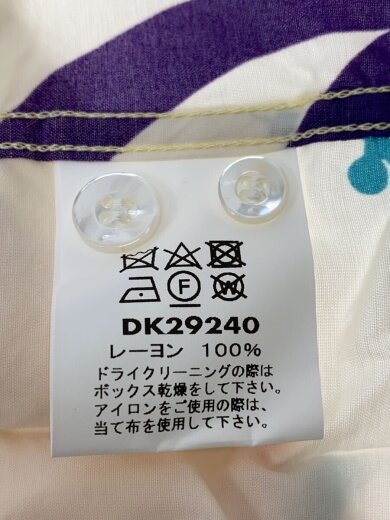 F W
DK29240
レーヨン 100%
ドライクリーニングの際は
ボックス乾燥をして下さい。
アイロンをご使用の際は、
当て布を使用して下さい。